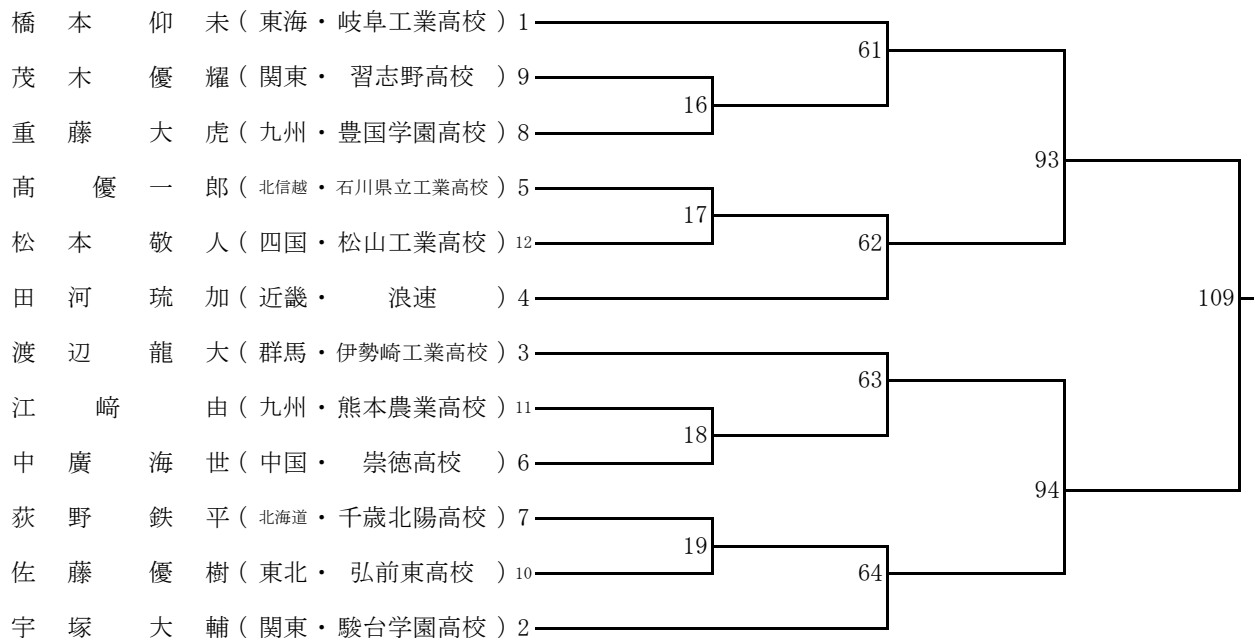 橋本仰未(東海・岐阜工業高校)1
61
茂木優耀(関東・習志野高校)9
16
重藤大虎(九州・豊国学園高校)8
93
髙優一郎(北信越・石川県立工業高校)5
17
松本敬人(四国・松山工業高校)12
62
田河琉加(近畿・浪速)4
109
渡辺龍大(群馬・伊勢崎工業高校)3
63
江﨑由(九州・熊本農業高校)11
18
中廣海世(中国・崇徳高校)6
94
荻野鉄平(北海道・千歳北陽高校)7
19
佐藤優樹(東北・弘前東高校)10
64
宇塚大輔(関東・駿台学園高校)2